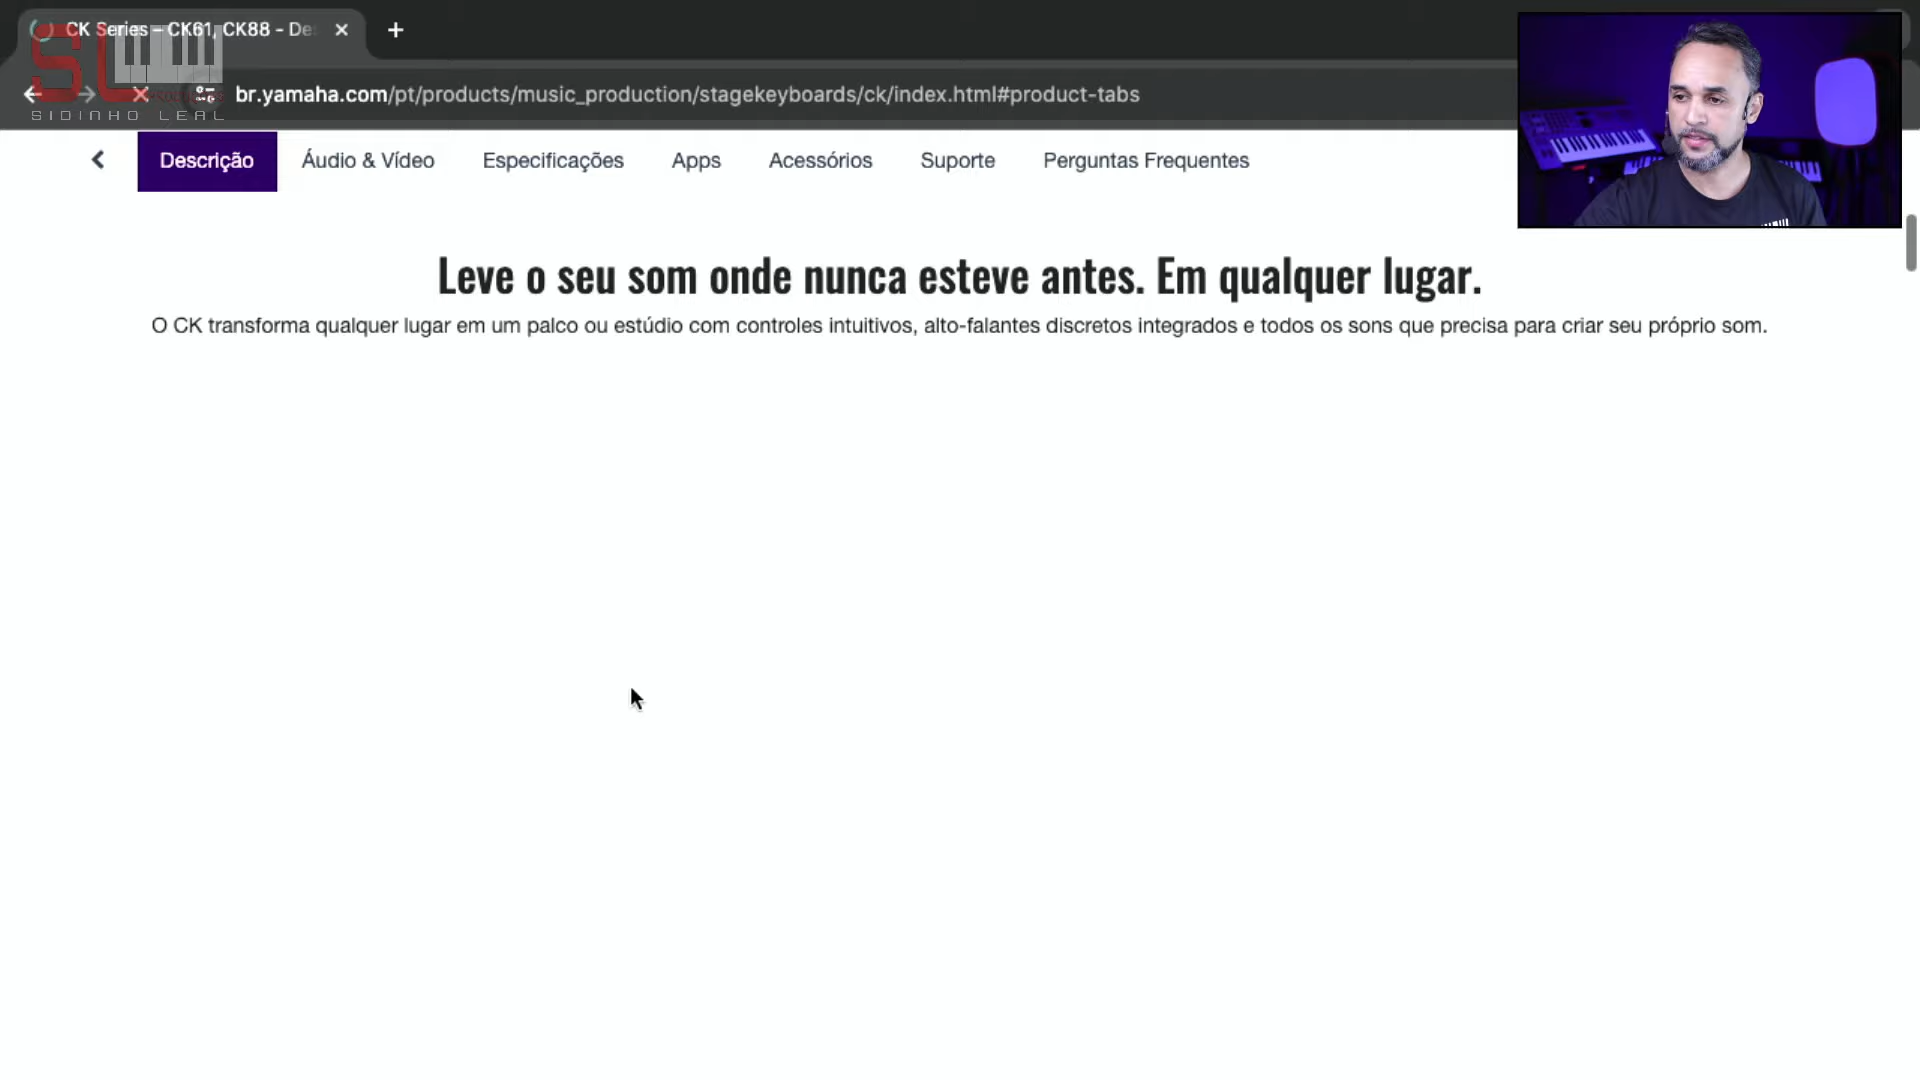 CK Series – CK61, CK88 - De
br.yamaha.com/pt/products/music_production/stagekeyboards/ck/index.html#product-tabs
SIDINHO LEAL
Descrição Áudio & Vídeo Especificações Apps Acessórios Suporte Perguntas Frequentes
Leve o seu som onde nunca esteve antes. Em qualquer lugar.
O CK transforma qualquer lugar em um palco ou estúdio com controles intuitivos, alto-falantes discretos integrados e todos os sons que precisa para criar seu próprio som.